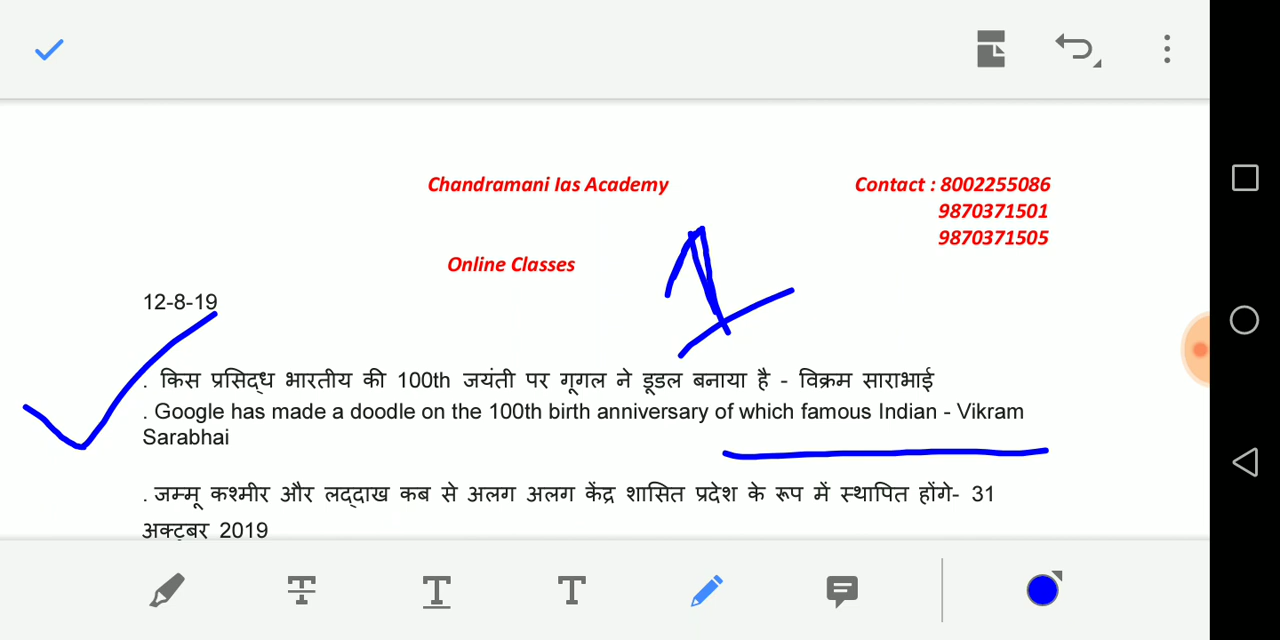 Chandramani Ias Academy
Contact : 8002255086
9870371501
9870371505
Online Classes
12-8-19
. किस प्रसिद्ध भारतीय की 100th जयंती पर गूगल ने डूडल बनाया है - विक्रम साराभाई
. Google has made a doodle on the 100th birth anniversary of which famous Indian - Vikram
Sarabhai
. जम्मू कश्मीर और लद्दाख कब से अलग अलग केंद्र शासित प्रदेश के रूप में स्थापित होंगे- 31
अक्टूबर 2019